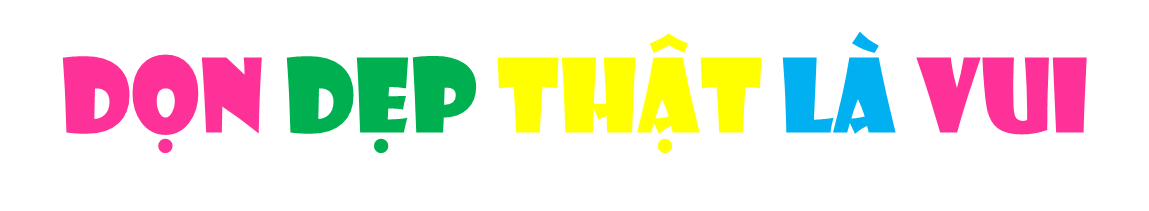 DỌN DẸP THẬT LÀ VUI